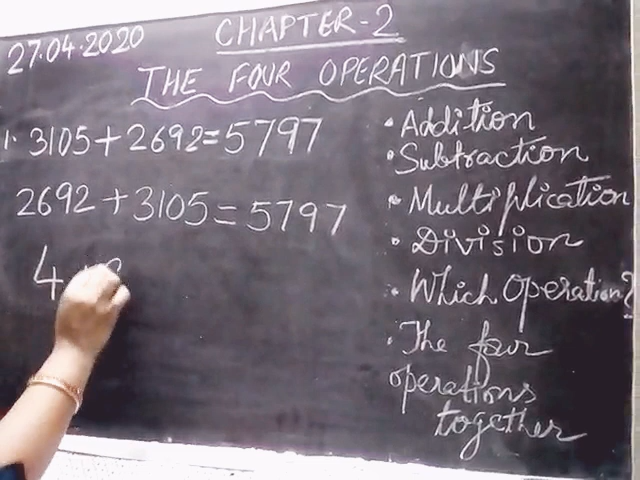 27.04.2020
CHAPTER-2
THE FOUR OPERATIONS
1. 3105+2692=5797
2692+3105=5797
4
• Addition
• Subtraction
• Multiplication
• Division
• Which Operation?
• The four
operations
together